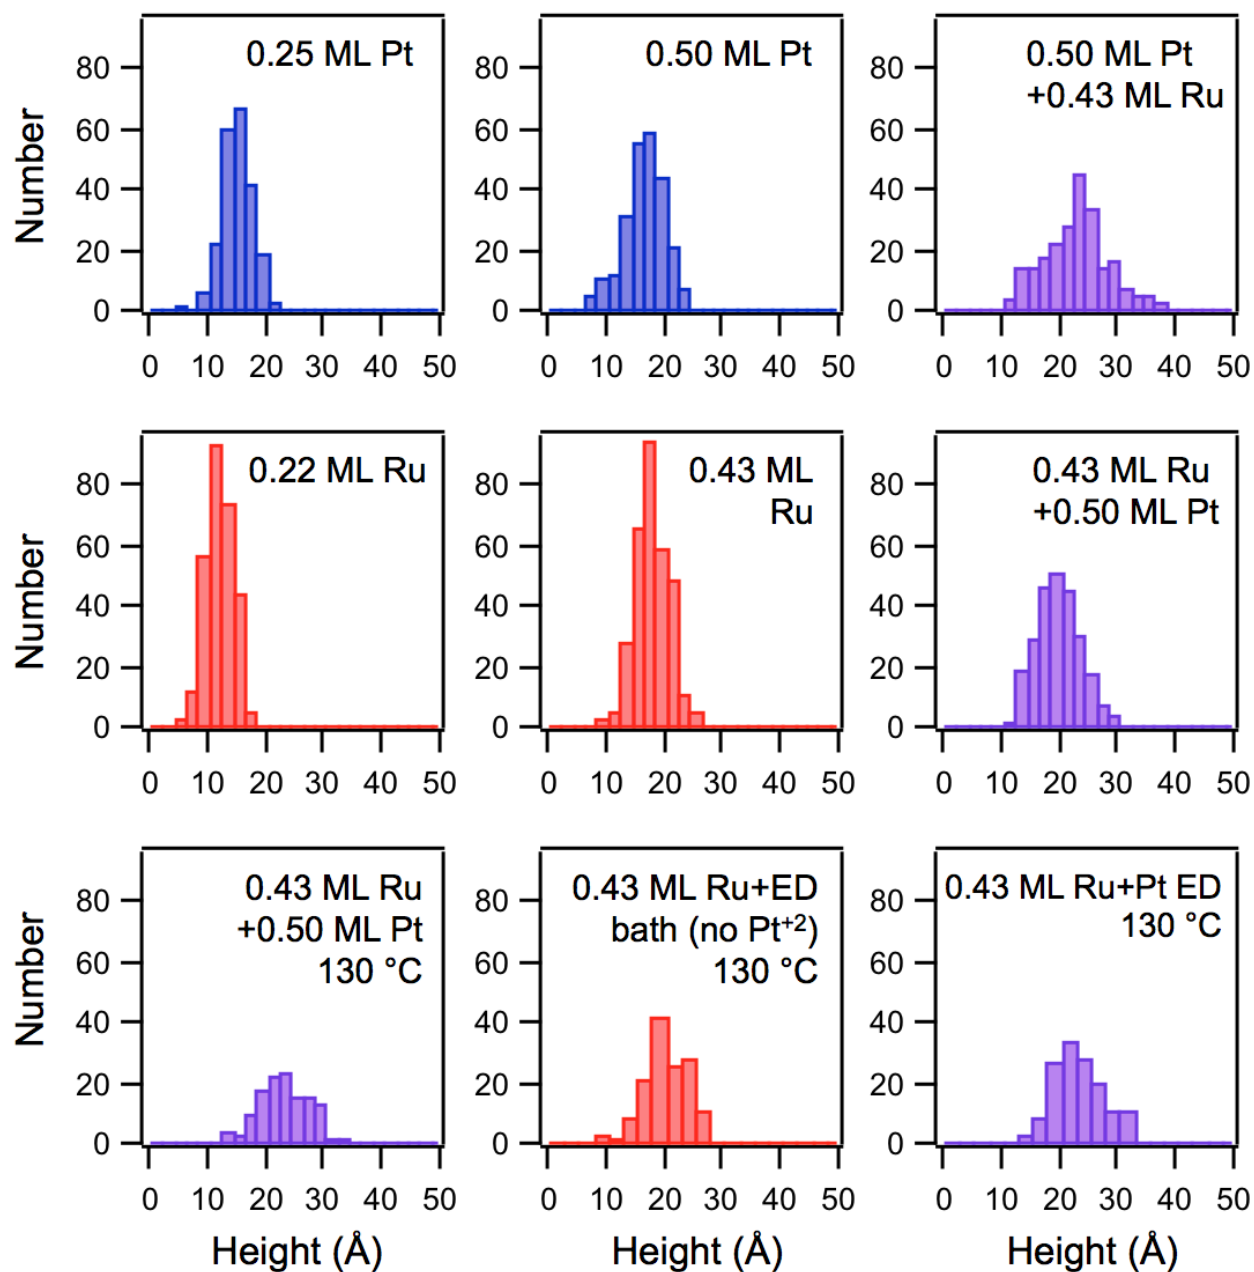 0.25 ML Pt
0.50 ML Pt
0.50 ML Pt
+0.43 ML Ru
Number
80
60
40
20
0
80
60
40
20
0
80
60
40
20
0
0 10 20 30 40 50
0 10 20 30 40 50
0 10 20 30 40 50
0.22 ML Ru
0.43 ML
Ru
0.43 ML Ru
+0.50 ML Pt
Number
80
60
40
20
0
80
60
40
20
0
80
60
40
20
0
0 10 20 30 40 50
0 10 20 30 40 50
0 10 20 30 40 50
0.43 ML Ru
+0.50 ML Pt
130 °C
0.43 ML Ru+ED
bath (no Pt⁺²)
130 °C
0.43 ML Ru+Pt ED
130 °C
Number
80
60
40
20
0
80
60
40
20
0
80
60
40
20
0
0 10 20 30 40 50
0 10 20 30 40 50
0 10 20 30 40 50
Height (Å)
Height (Å)
Height (Å)